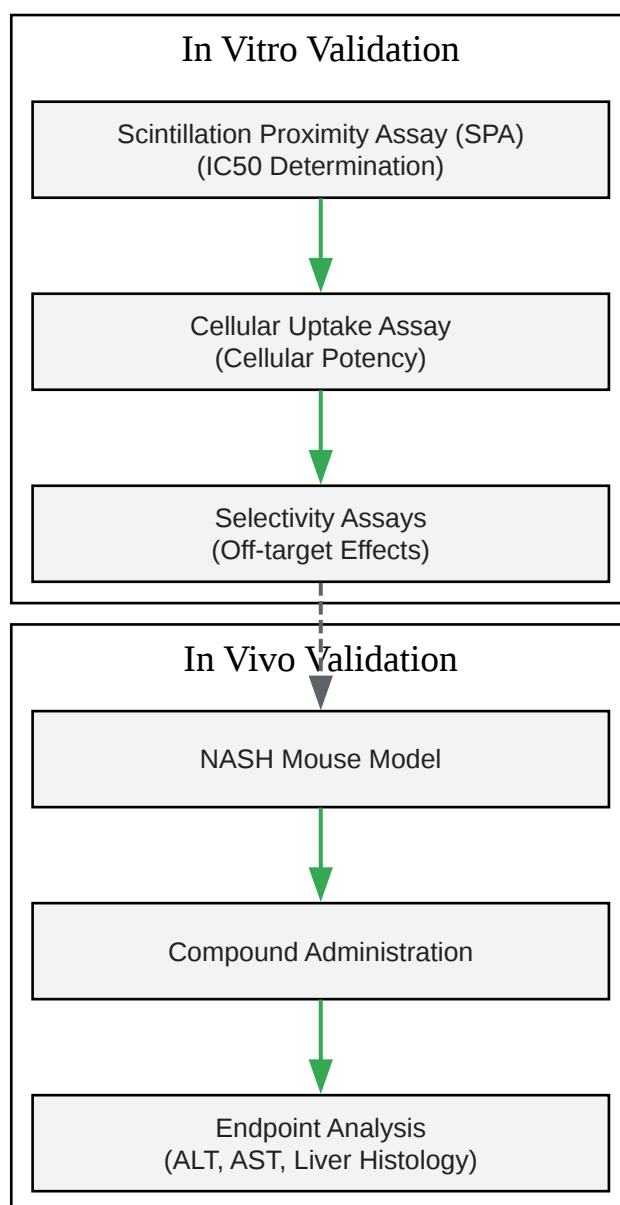 In Vitro Validation
Scintillation Proximity Assay (SPA)
(IC50 Determination)
Cellular Uptake Assay
(Cellular Potency)
Selectivity Assays
(Off-target Effects)
In Vivo Validation
NASH Mouse Model
Compound Administration
Endpoint Analysis
(ALT, AST, Liver Histology)